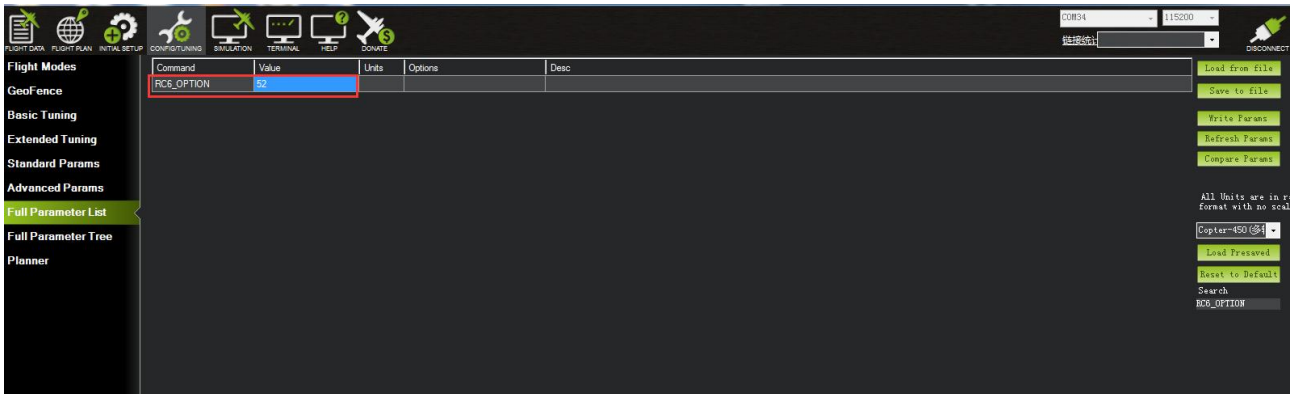 FLIGHT DATA FLIGHT PLAN INITIAL SETUP CONFIG/TUNING SIMULATION TERMINAL HELP DONATE
COM34 115200
链接统计
DISCONNECT
Flight Modes
GeoFence
Basic Tuning
Extended Tuning
Standard Params
Advanced Params
Full Parameter List
Full Parameter Tree
Planner
Command Value Units Options Desc
RC6_OPTION 52
Load from file
Save to file
Write Params
Refresh Params
Compare Params
All Units are in r
format with no scal
Copter-450(多
Load Presaved
Reset to Default
Search
RC6_OPTION